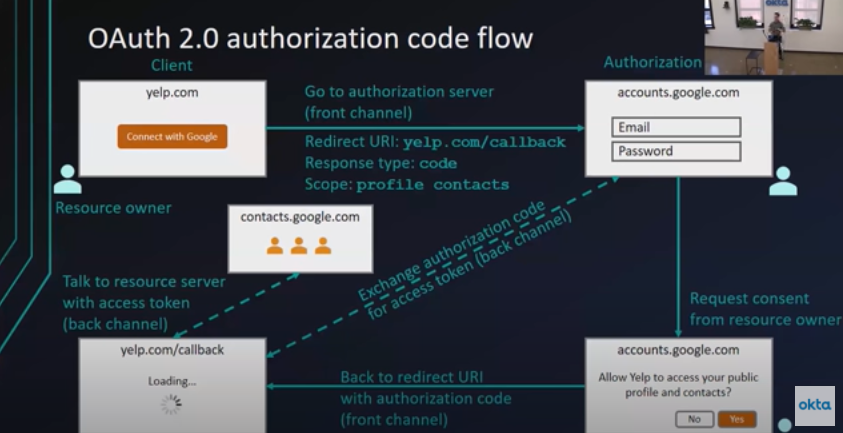 okta
OAuth 2.0 authorization code flow
Client
yelp.com
Connect with Google
Resource owner
Go to authorization server
(front channel)
Redirect URI: yelp.com/callback
Response type: code
Scope: profile contacts
Authorization
accounts.google.com
Email
Password
contacts.google.com
Exchange authorization code
for access token (back channel)
Talk to resource server
with access token
(back channel)
Request consent
from resource owner
yelp.com/callback
Loading...
Back to redirect URI
with authorization code
(front channel)
accounts.google.com
Allow Yelp to access your public
profile and contacts?
No
Yes
okta